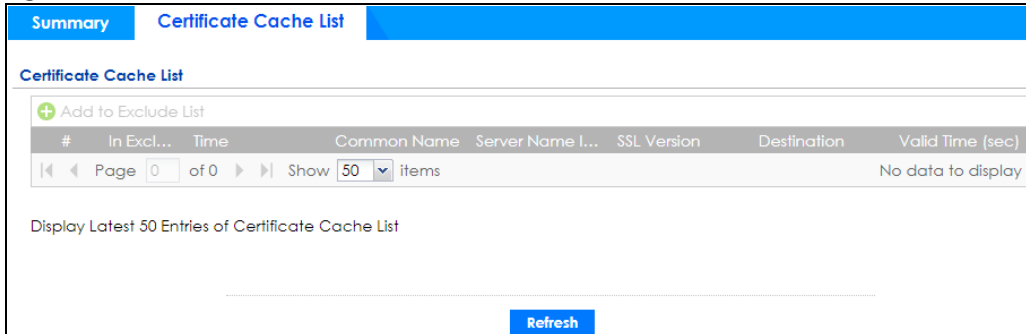 Summary Certificate Cache List
Certificate Cache List
Add to Exclude List
# In Excl... Time Common Name Server Name I... SSL Version Destination Valid Time (sec)
Page 0 of 0 Show 50 items No data to display
Display Latest 50 Entries of Certificate Cache List
Refresh